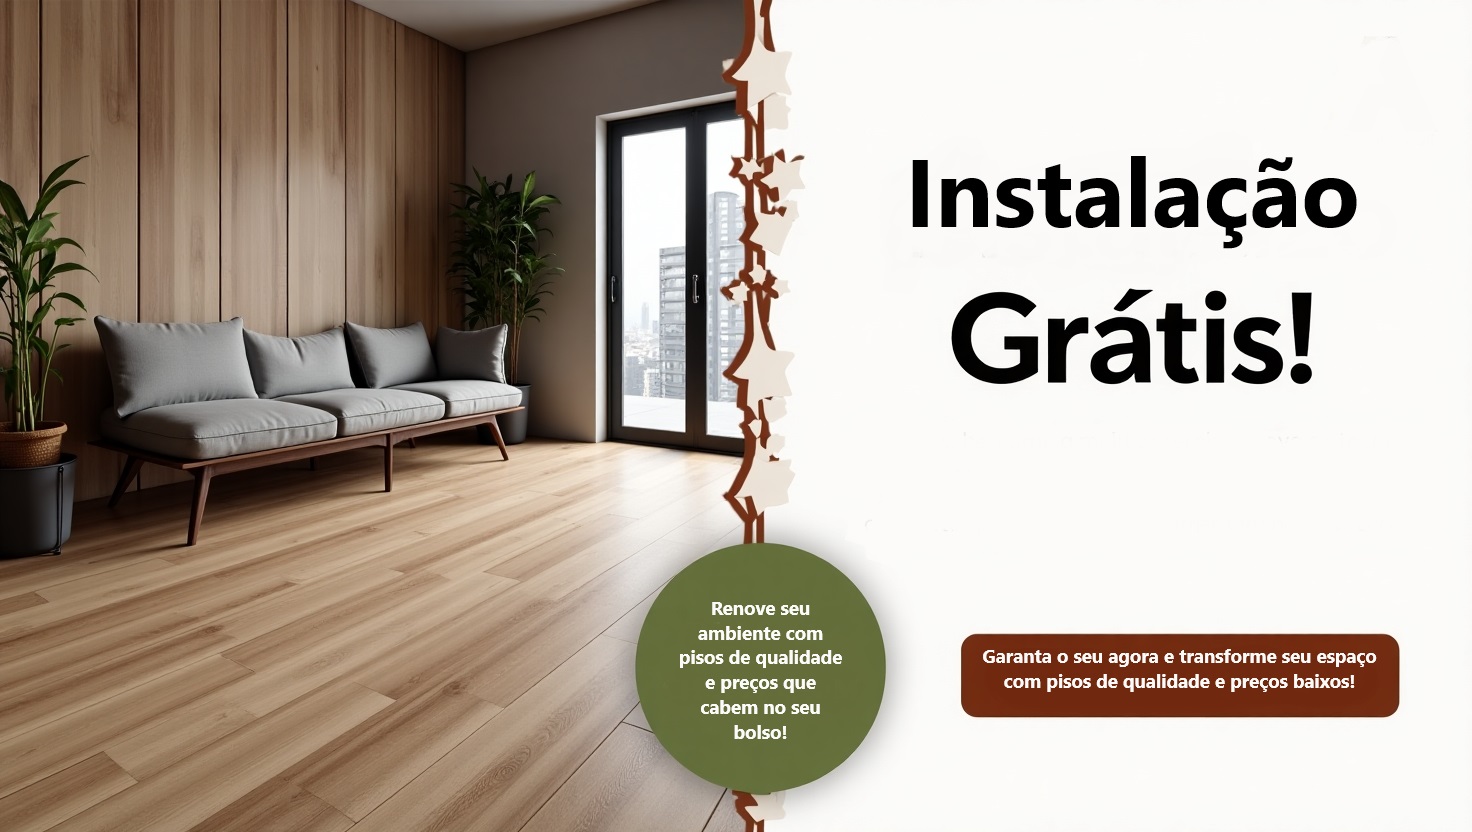 Instalação
Grátis!
Renove seu
ambiente com
pisos de qualidade
e preços que
cabem no seu
bolso!
Garanta o seu agora e transforme seu espaço
com pisos de qualidade e preços baixos!